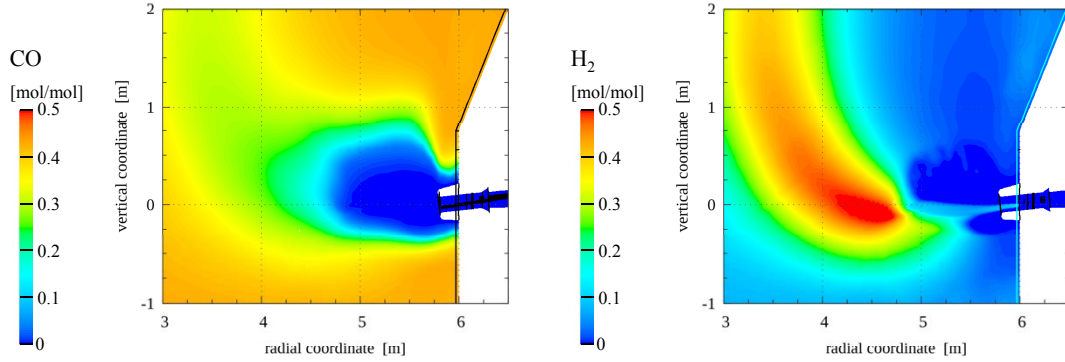 CO
[mol/mol]
0.5
0.4
0.3
0.2
0.1
0
vertical coordinate [m]
2
1
0
-1
3 4 5 6
radial coordinate [m]
H2
[mol/mol]
0.5
0.4
0.3
0.2
0.1
0
vertical coordinate [m]
2
1
0
-1
3 4 5 6
radial coordinate [m]